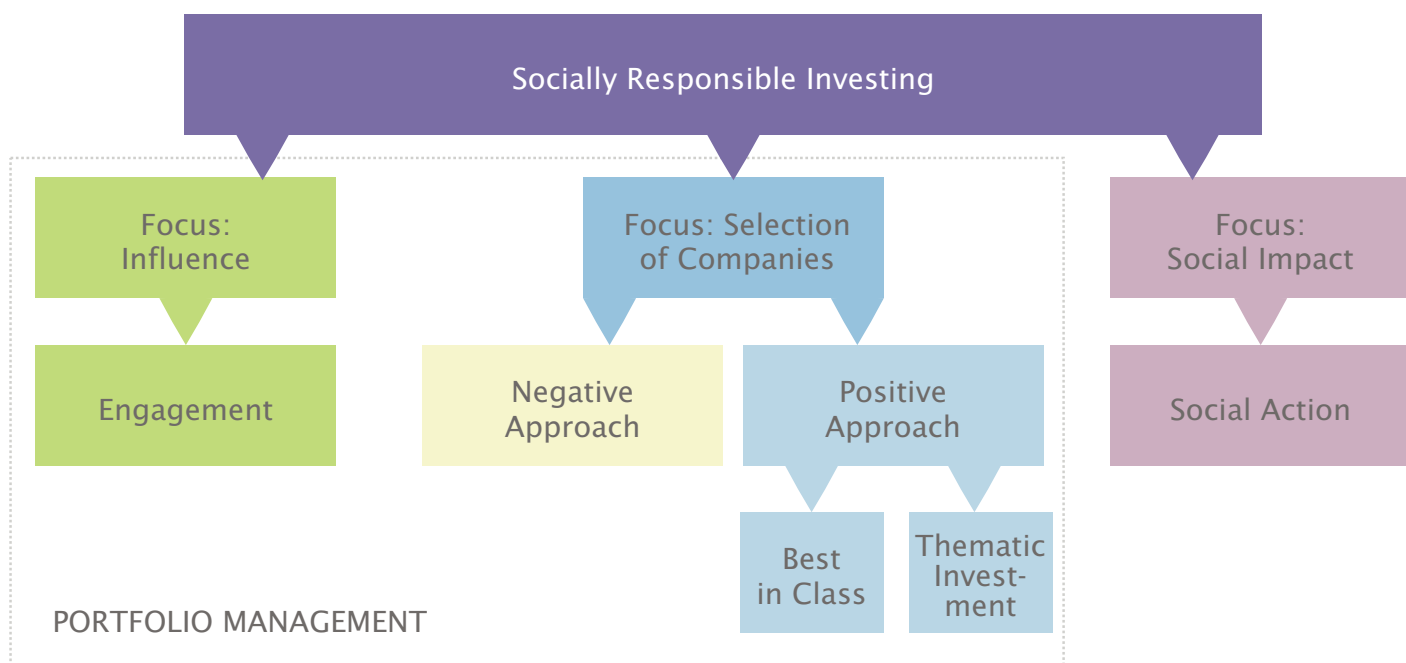 Socially Responsible Investing
Focus:
Influence
Focus: Selection
of Companies
Focus:
Social Impact
Engagement
Negative
Approach
Positive
Approach
Social Action
Best
in Class
Thematic
Invest-
ment
PORTFOLIO MANAGEMENT